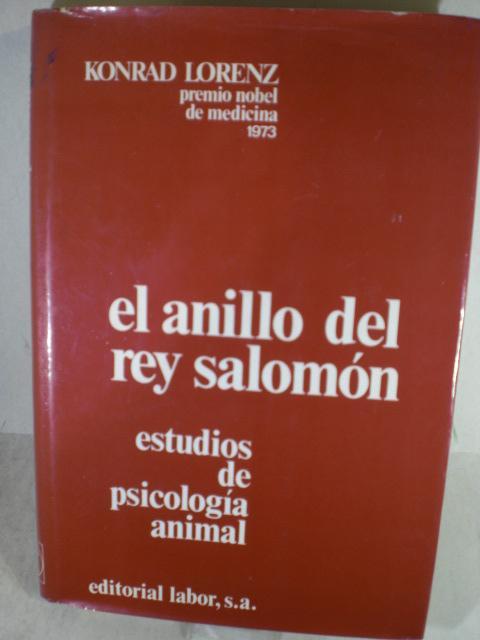 KONRAD LORENZ
premio nobel
de medicina
1973
el anillo del
rey salomón
estudios
de
psicología
animal
editorial labor, s.a.